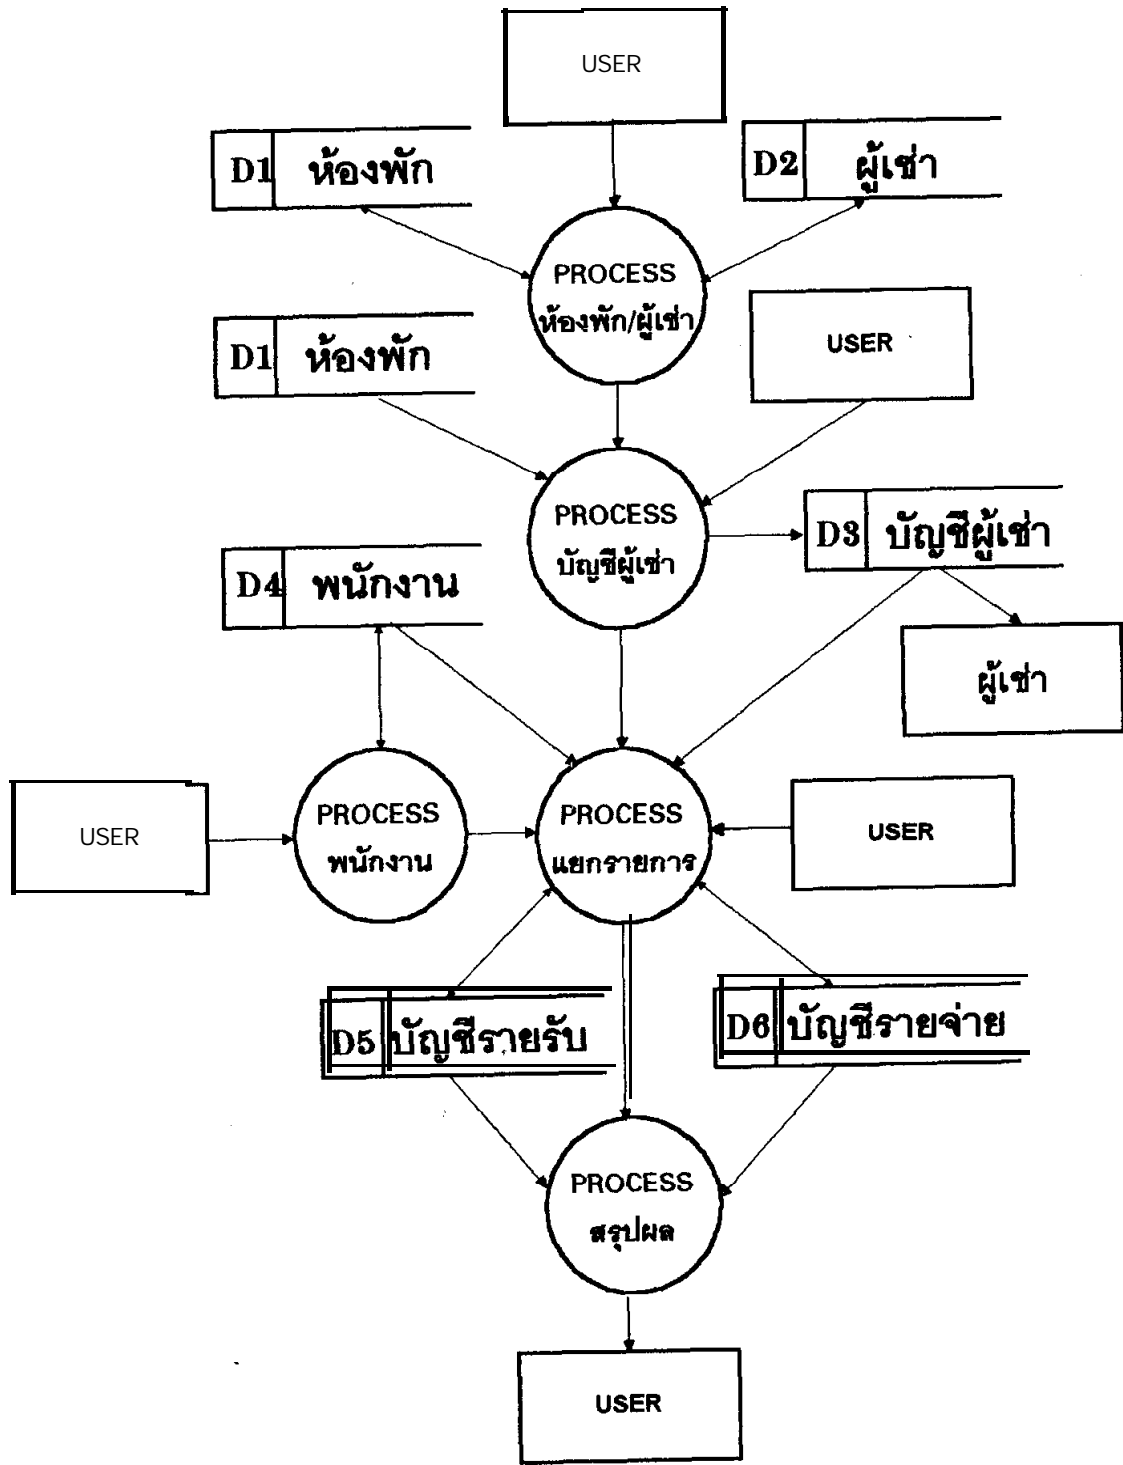 USER
D1 ห้องพัก
D2 ผู้เช่า
PROCESS
ห้องพัก/ผู้เช่า
D1 ห้องพัก
USER
PROCESS
บัญชีผู้เช่า
D3 บัญชีผู้เช่า
D4 พนักงาน
ผู้เช่า
USER
PROCESS
พนักงาน
PROCESS
แยกรายการ
USER
D5 บัญชีรายรับ
D6 บัญชีรายจ่าย
PROCESS
สรุปผล
USER